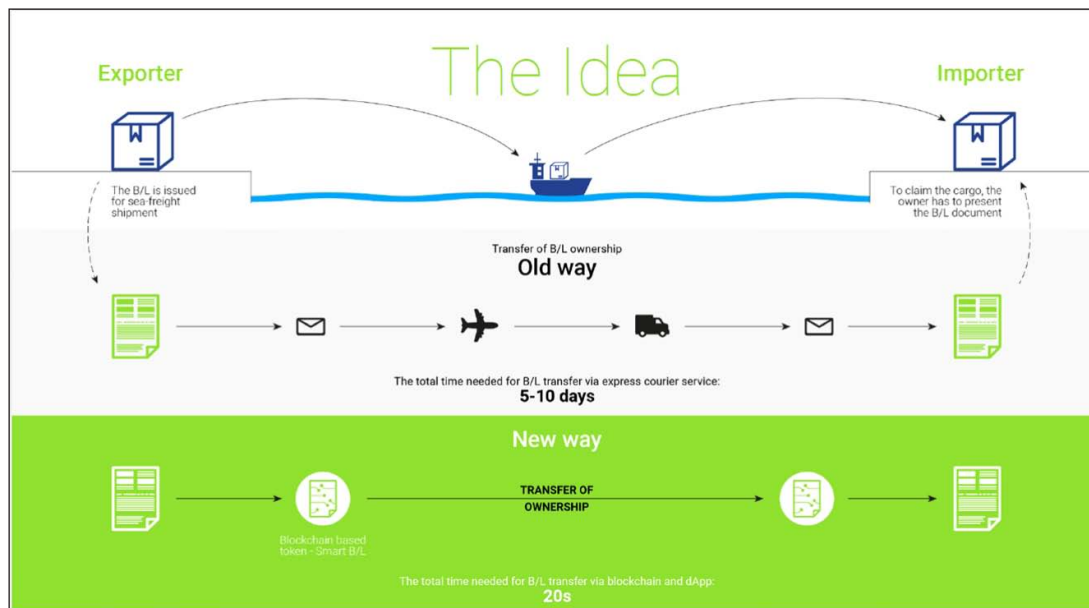 The Idea
Exporter
Importer
The B/L is issued
for sea-freight
shipment
To claim the cargo, the
owner has to present
the B/L document
Transfer of B/L ownership
Old way
The total time needed for B/L transfer via express courier service:
5-10 days
New way
TRANSFER OF
OWNERSHIP
Blockchain based
token - Smart B/L
The total time needed for B/L transfer via blockchain and dApp:
20s